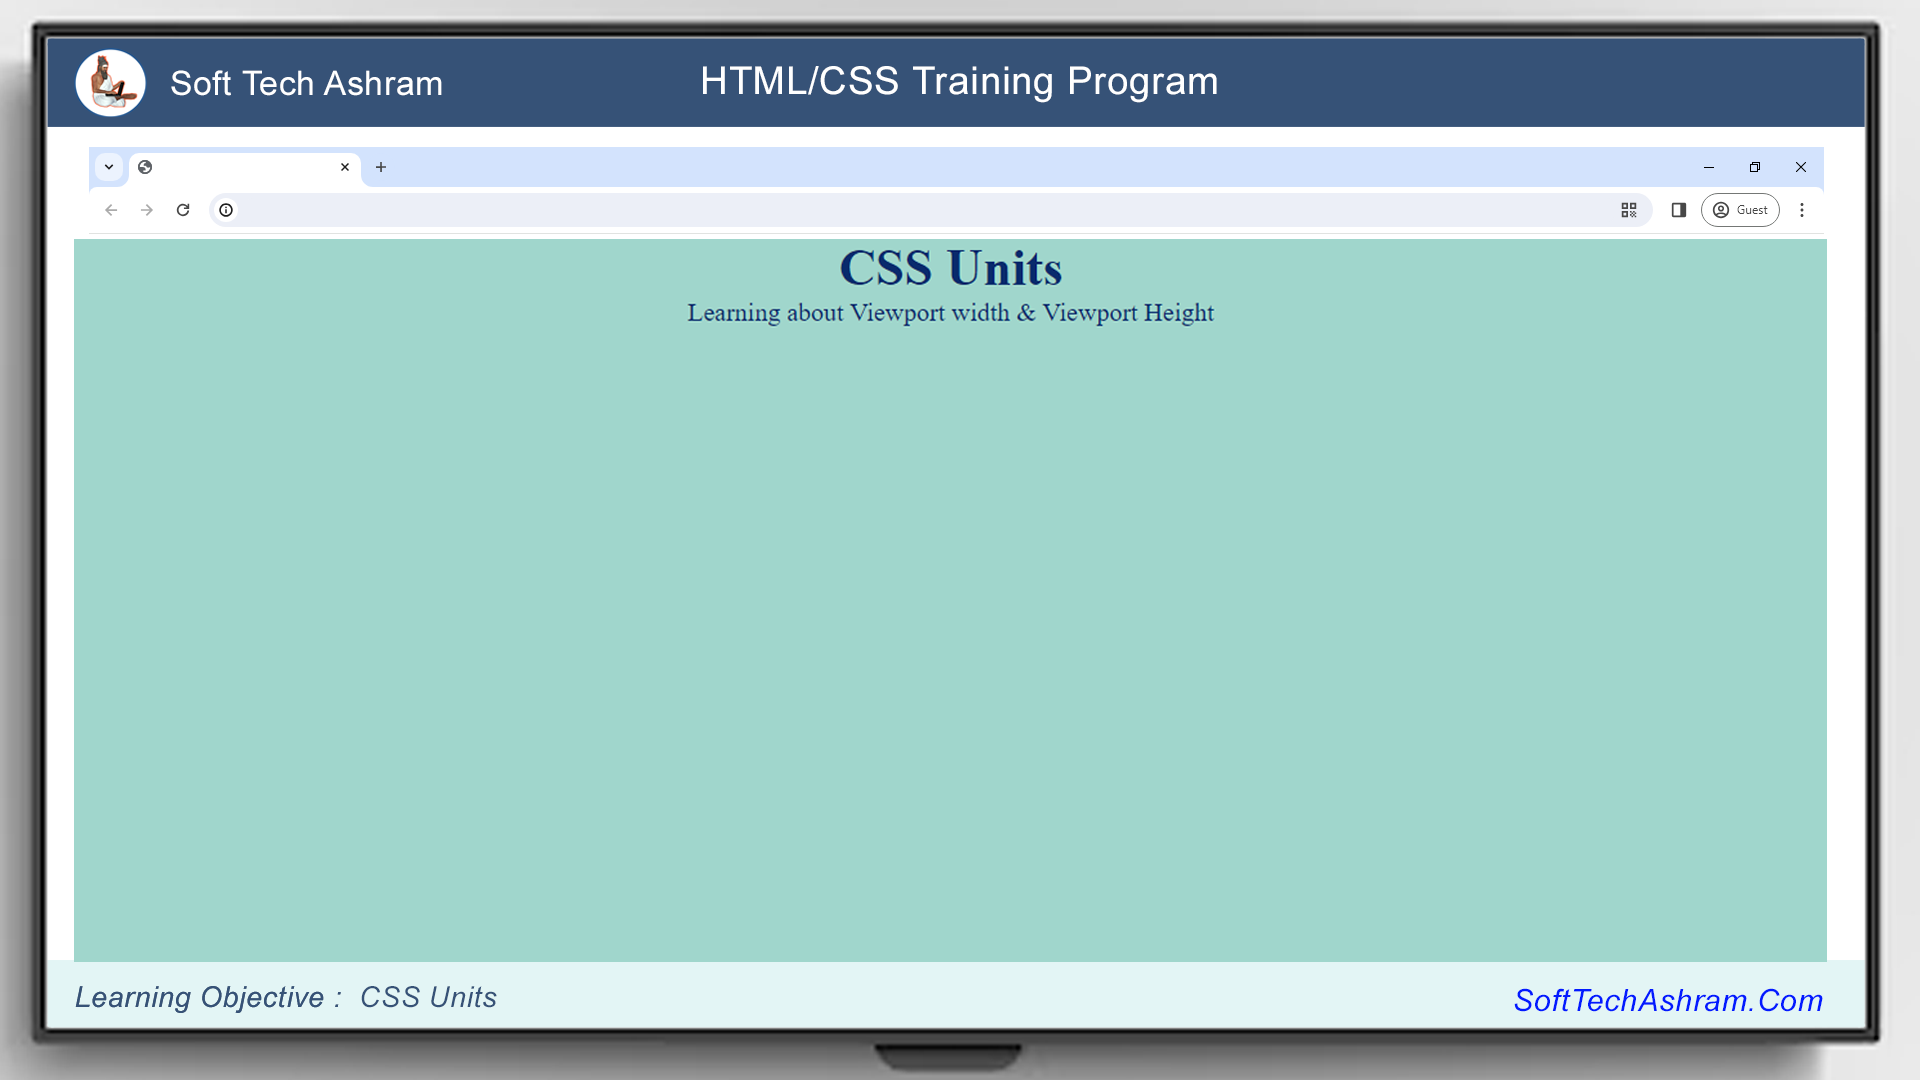 Soft Tech Ashram
HTML/CSS Training Program
Guest
CSS Units
Learning about Viewport width & Viewport Height
Learning Objective : CSS Units
SoftTechAshram.Com